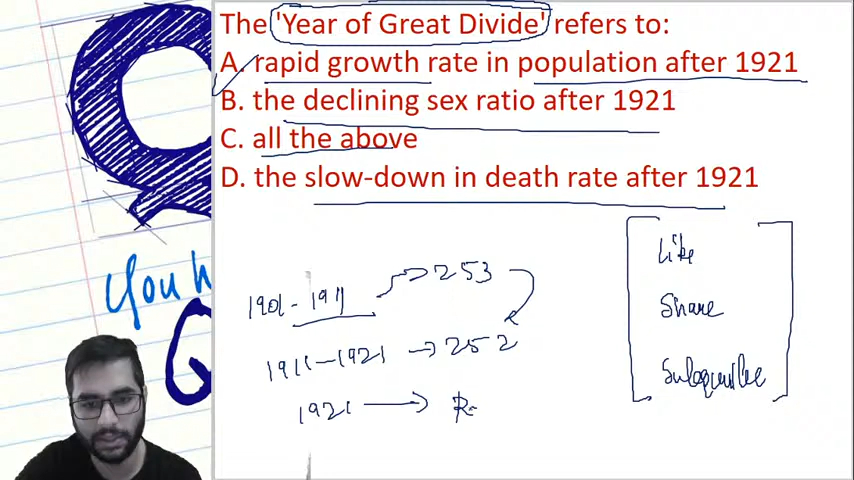 The 'Year of Great Divide' refers to:
A. rapid growth rate in population after 1921
B. the declining sex ratio after 1921
C. all the above
D. the slow-down in death rate after 1921
1901 - 1911 → 253
1911 - 1921 → 252
1921 → R
Like
Share
You